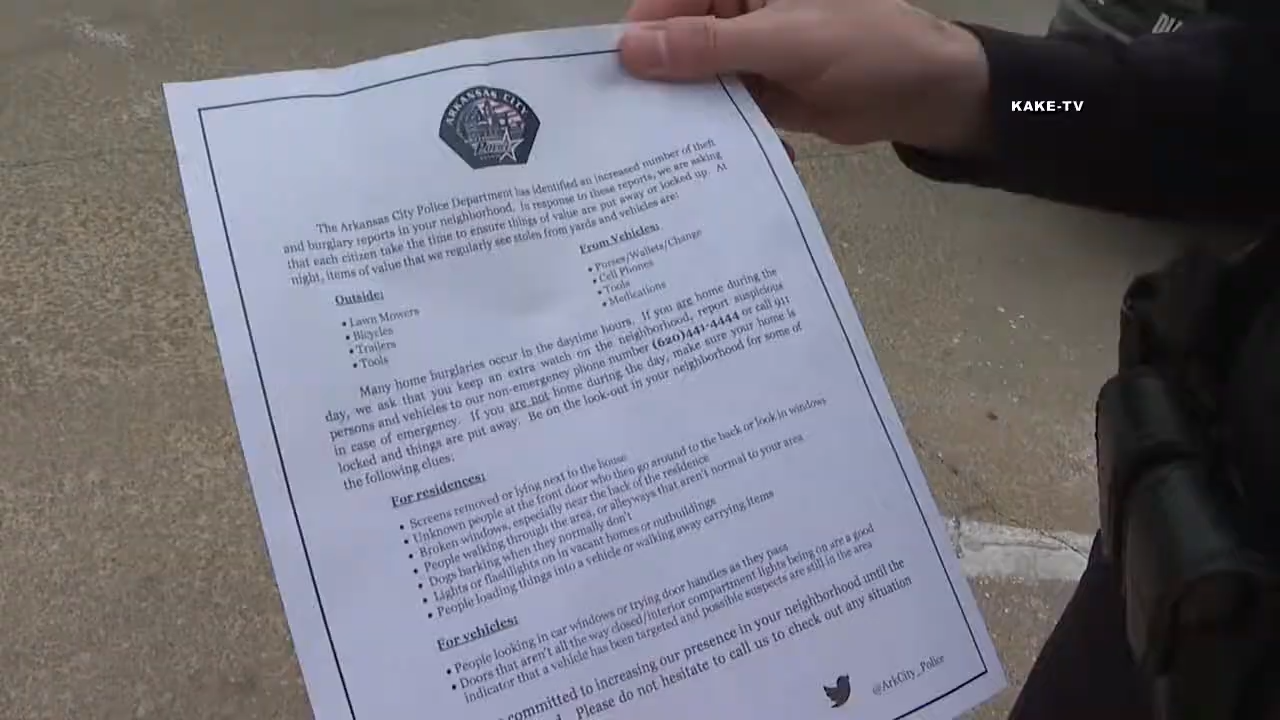 KAKE-TV
ARKANSAS CITY
POLICE
The Arkansas City Police Department has identified an increased number of theft
and burglary reports in your neighborhood. In response to these reports, we are asking
that each citizen take the time to ensure things of value are put away or locked up. At
night, items of value that we regularly see stolen from yards and vehicles are:
Outside:
• Lawn Mowers
• Bicycles
• Trailers
• Tools
From Vehicles:
• Purses/Wallets/Change
• Cell Phones
• Tools
• Medications
Many home burglaries occur in the daytime hours. If you are home during the
day, we ask that you keep an extra watch on the neighborhood, report suspicious
persons and vehicles to our non-emergency phone number (620)441-4444 or call 911
in case of emergency. If you are not home during the day, make sure your home is
locked and things are put away. Be on the look-out in your neighborhood for some of
the following clues:
For residences:
• Screens removed or lying next to the house
• Unknown people at the front door who then go around to the back or look in windows
• Broken windows, especially near the back of the residence
• People walking through the area, or alleyways that aren't normal to your area
• Dogs barking when they normally don't
• Lights or flashlights on in vacant homes or outbuildings
• People loading things into a vehicle or walking away carrying items
For vehicles:
• People looking in car windows or trying door handles as they pass
• Doors that aren't all the way closed/interior compartment lights being on are a good
indicator that a vehicle has been targeted and possible suspects are still in the area
committed to increasing our presence in your neighborhood until the
Please do not hesitate to call us to check out any situation
@ArkCity_Police